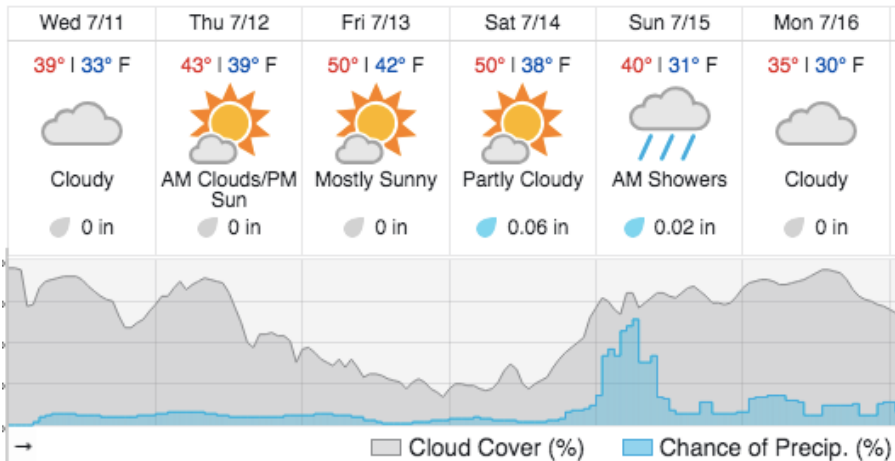 Wed 7/11 Thu 7/12 Fri 7/13 Sat 7/14 Sun 7/15 Mon 7/16
39° | 33° F 43° | 39° F 50° | 42° F 50° | 38° F 40° | 31° F 35° | 30° F
Cloudy AM Clouds/PM Mostly Sunny Partly Cloudy AM Showers Cloudy
Sun
0 in 0 in 0 in 0.06 in 0.02 in 0 in
→ Cloud Cover (%) Chance of Precip. (%)